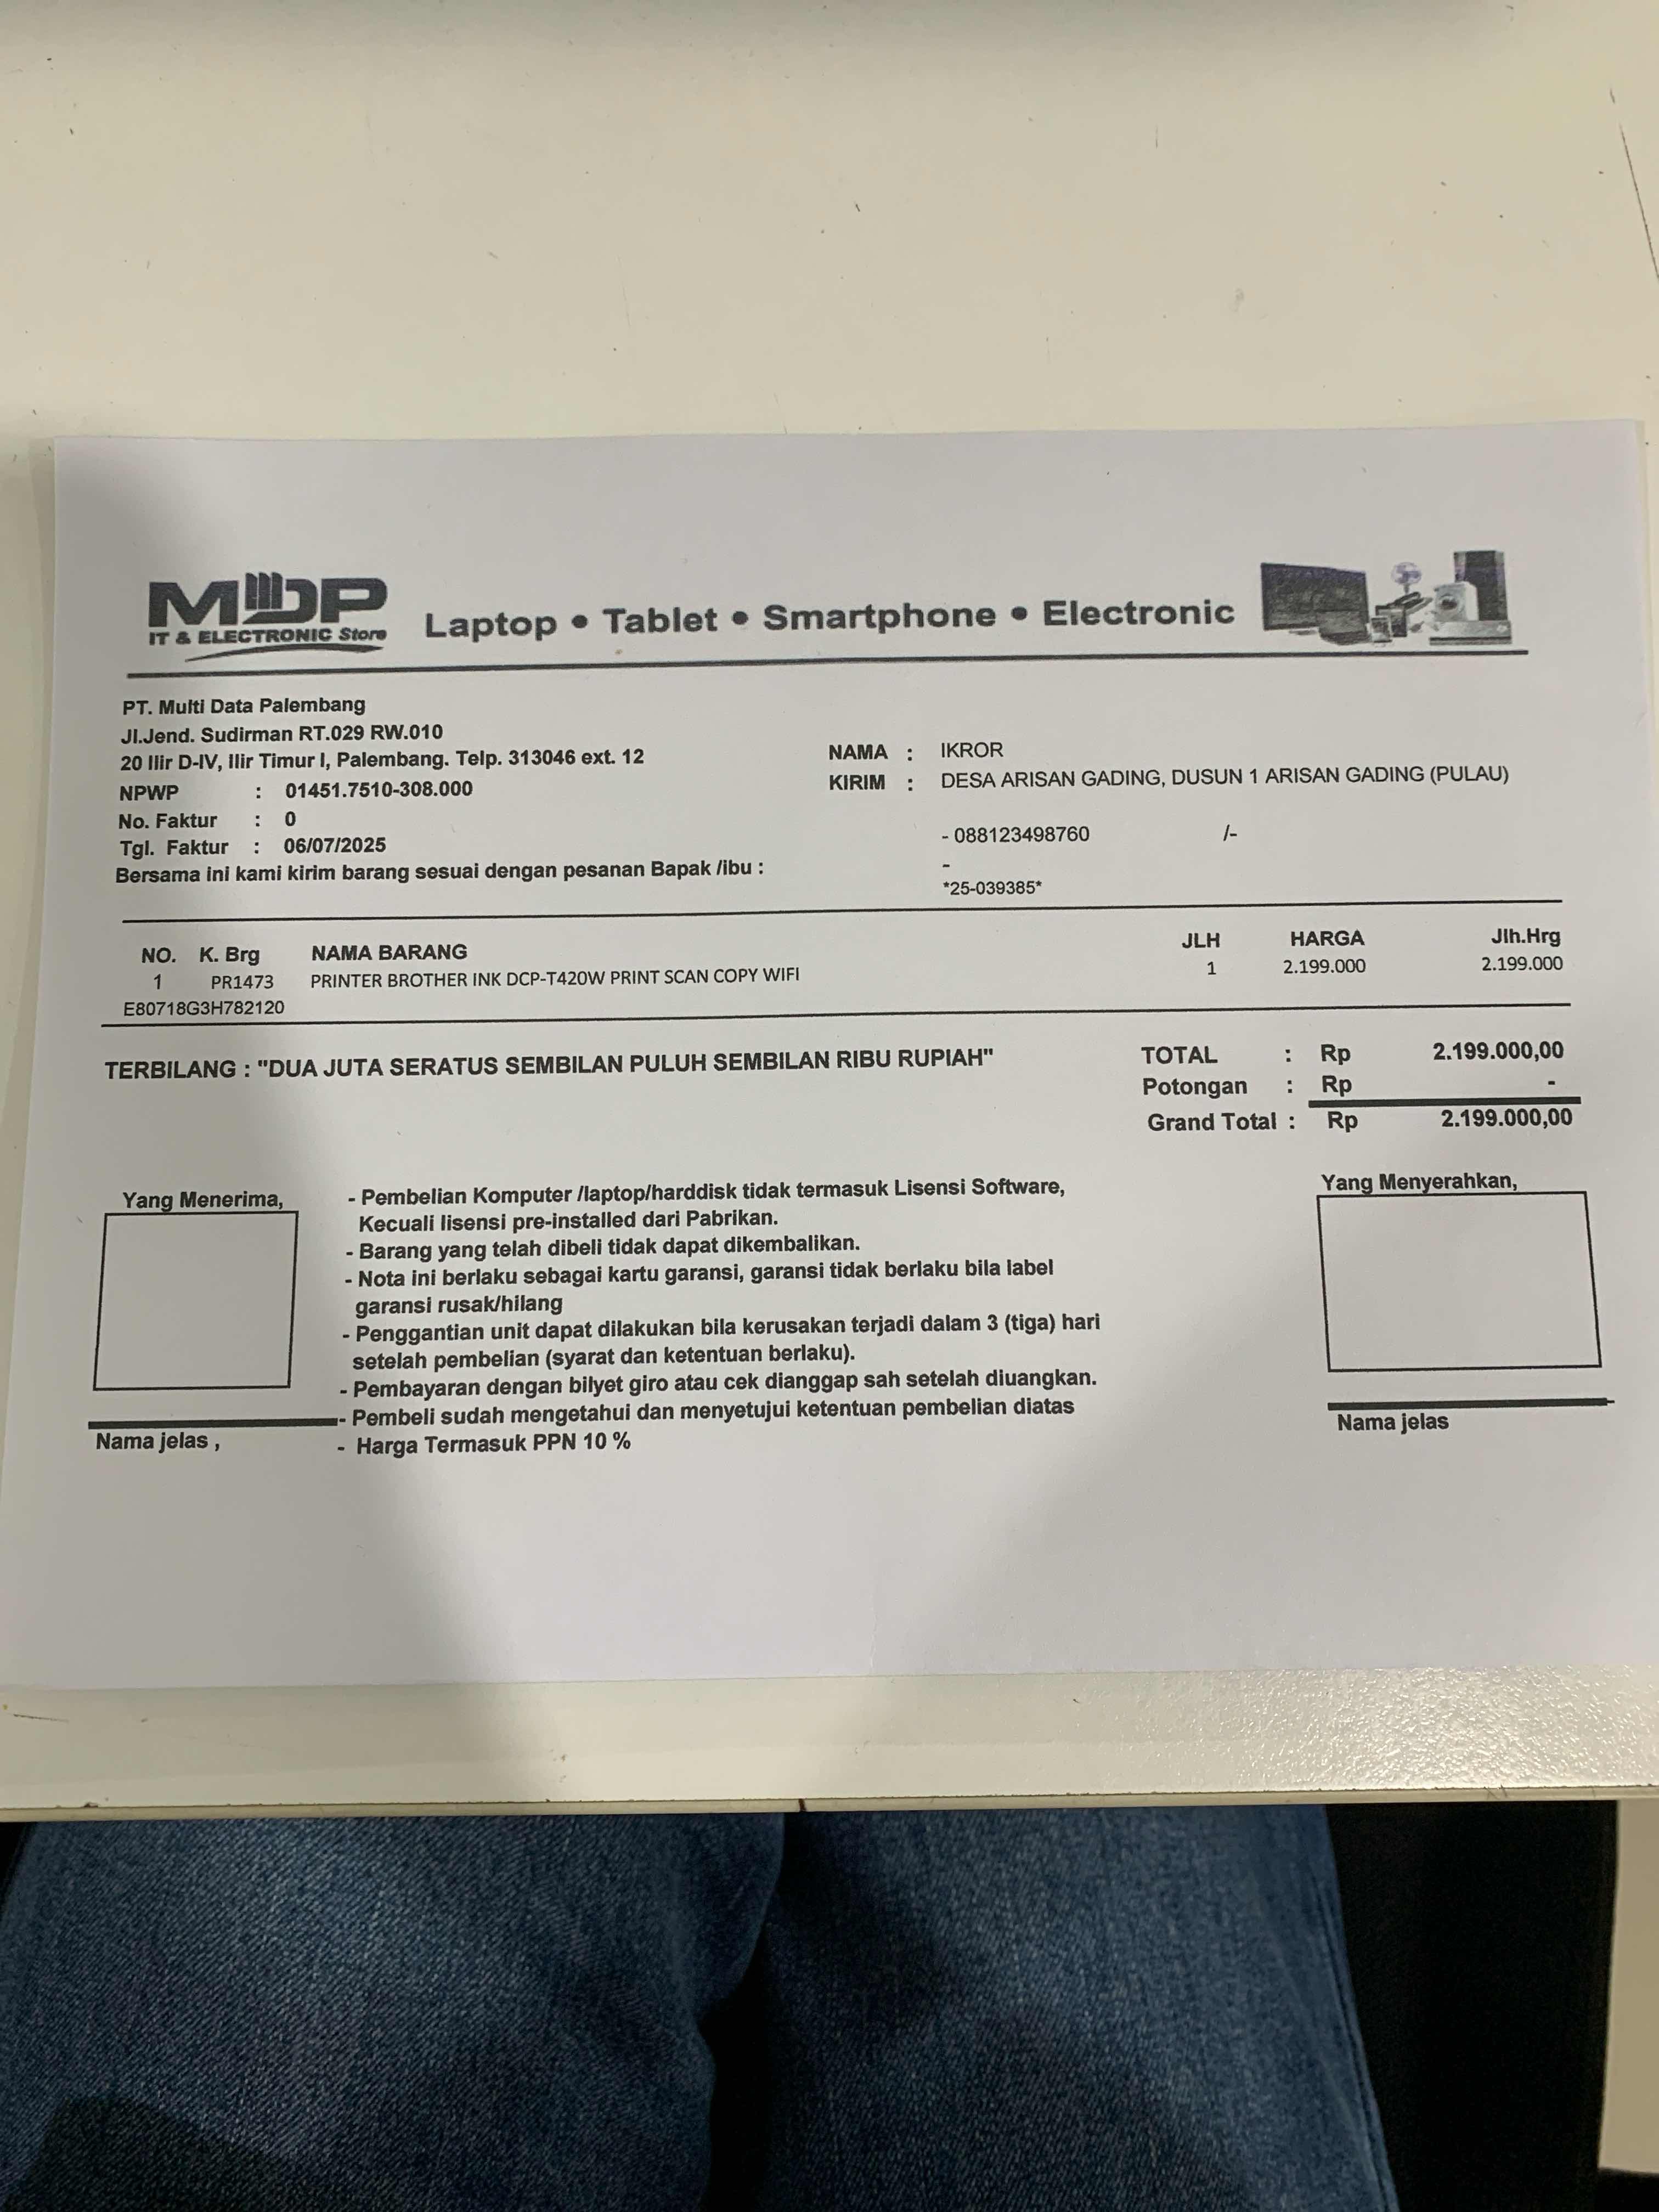 MDP
IT & ELECTRONIC Store
Laptop • Tablet • Smartphone • Electronic
PT. Multi Data Palembang
Jl.Jend. Sudirman RT.029 RW.010
20 Ilir D-IV, Ilir Timur I, Palembang. Telp. 313046 ext. 12
NPWP : 01451.7510-308.000
No. Faktur : 0
Tgl. Faktur : 06/07/2025
Bersama ini kami kirim barang sesuai dengan pesanan Bapak /ibu :
NAMA : IKROR
KIRIM : DESA ARISAN GADING, DUSUN 1 ARISAN GADING (PULAU)
- 088123498760 /-
-
*25-039385*
NO. K. Brg NAMA BARANG JLH HARGA Jlh.Hrg
1 PR1473 PRINTER BROTHER INK DCP-T420W PRINT SCAN COPY WIFI 1 2.199.000 2.199.000
E80718G3H782120
TERBILANG : "DUA JUTA SERATUS SEMBILAN PULUH SEMBILAN RIBU RUPIAH"
TOTAL : Rp 2.199.000,00
Potongan : Rp -
Grand Total : Rp 2.199.000,00
Yang Menerima,
- Pembelian Komputer /laptop/harddisk tidak termasuk Lisensi Software,
Kecuali lisensi pre-installed dari Pabrikan.
- Barang yang telah dibeli tidak dapat dikembalikan.
- Nota ini berlaku sebagai kartu garansi, garansi tidak berlaku bila label
garansi rusak/hilang
- Penggantian unit dapat dilakukan bila kerusakan terjadi dalam 3 (tiga) hari
setelah pembelian (syarat dan ketentuan berlaku).
- Pembayaran dengan bilyet giro atau cek dianggap sah setelah diuangkan.
- Pembeli sudah mengetahui dan menyetujui ketentuan pembelian diatas
- Harga Termasuk PPN 10 %
Nama jelas ,
Yang Menyerahkan,
Nama jelas